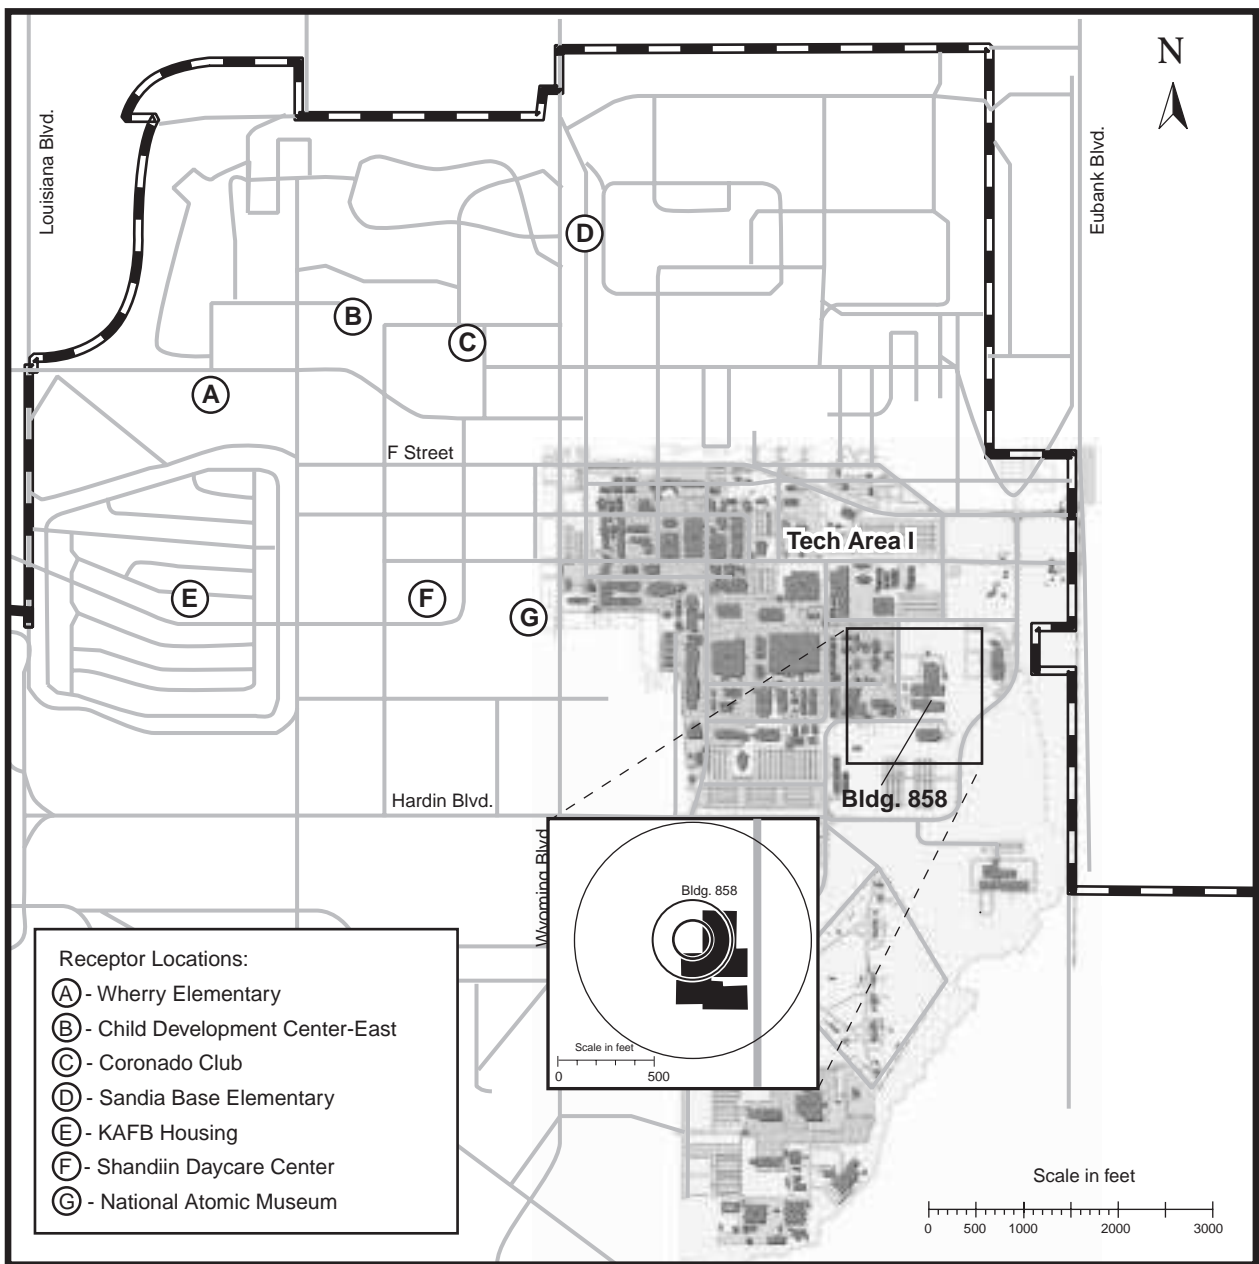 N
Louisiana Blvd.
Eubank Blvd.
D
B
C
A
F Street
Tech Area I
E
F
G
Bldg. 858
Hardin Blvd.
Wyoming Blvd.
Bldg. 858
Scale in feet
0 500
Receptor Locations:
A - Wherry Elementary
B - Child Development Center-East
C - Coronado Club
D - Sandia Base Elementary
E - KAFB Housing
F - Shandiin Daycare Center
G - National Atomic Museum
Scale in feet
0 500 1000 2000 3000